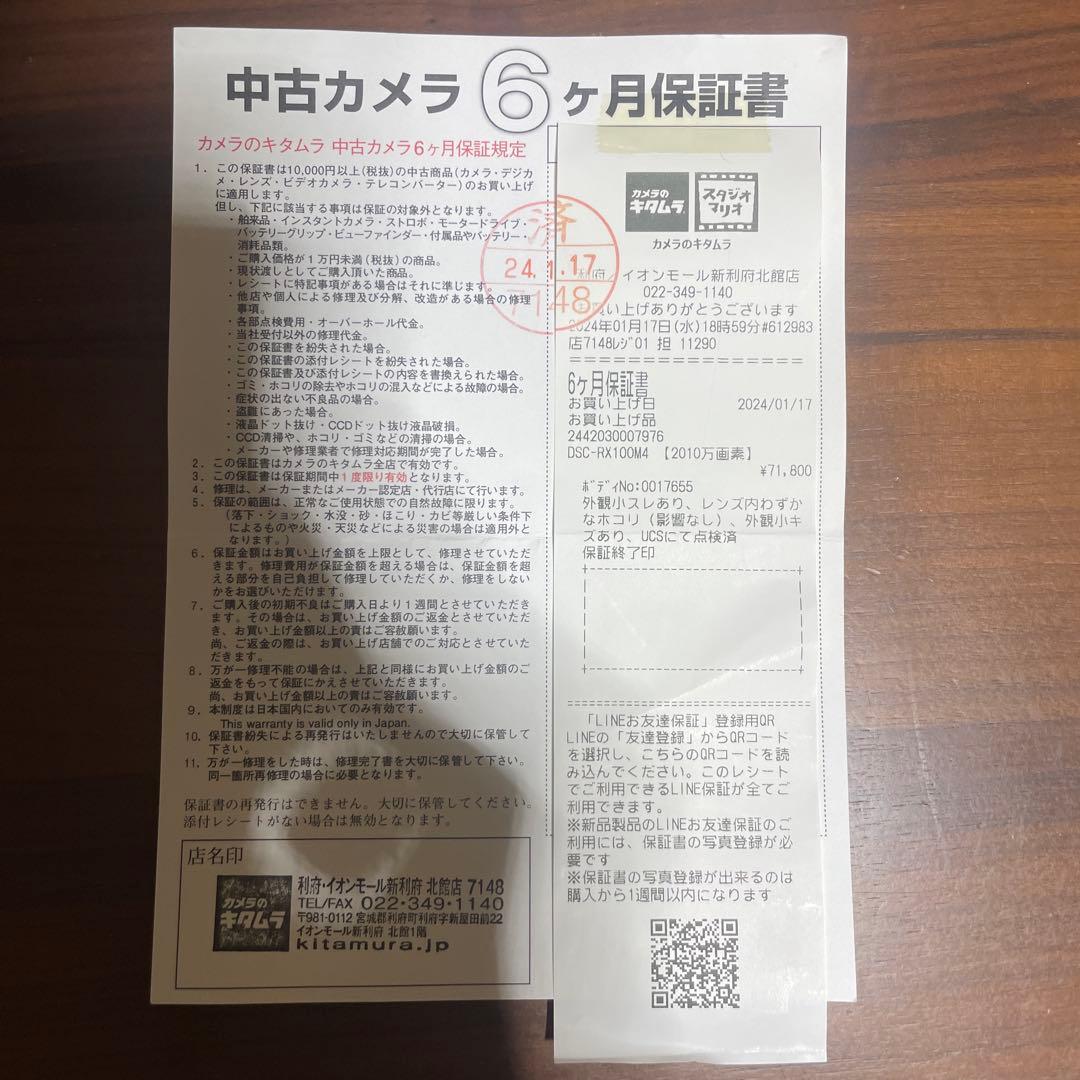 中古カメラ6ヶ月保証書
カメラのキタムラ 中古カメラ6ヶ月保証規定
1. この保証書は10,000円以上(税抜)の中古商品(カメラ・デジカ
メ・レンズ・ビデオカメラ・テレコンバーター)のお買い上げ
に適用します。
但し、下記に該当する事項は保証の対象外となります。
・舶来品・インスタントカメラ・ストロボ・モータードライブ・
バッテリーグリップ・ビューファインダー・付属品やバッテリー・
消耗品類。
・ご購入価格が1万円未満(税抜)の商品。
・現状渡しとしてご購入頂いた商品。
・レシートに特記事項がある場合はそれに準じます。
・他店や個人による修理及び分解、改造がある場合の修理
事項。
・各部点検費用・オーバーホール代金。
・当社受付以外の修理代金。
・この保証書を紛失された場合。
・この保証書の添付レシートを紛失された場合。
・この保証書及び添付レシートの内容を書換えられた場合。
・ゴミ・ホコリの除去やホコリの混入などによる故障の場合。
・症状の出ない不良品の場合。
・盗難にあった場合。
・液晶ドット抜け・CCDドット抜け液晶破損。
・CCD清掃や、ホコリ・ゴミなどの清掃の場合。
・メーカーや修理業者で修理対応期間が完了した場合。
2. この保証書はカメラのキタムラ全店で有効です。
3. この保証書は保証期間中1度限り有効となります。
4. 修理は、メーカーまたはメーカー認定店・代行店にて行います。
5. 保証の範囲は、正常なご使用状態での自然故障に限ります。
(落下・ショック・水没・砂・ほこり・カビ等厳しい条件下
によるものや火災・天災などによる災害の場合は適用外と
なります。)
6. 保証金額はお買い上げ金額を上限として、修理させていただ
きます。修理費用が保証金額を超える場合は、保証金額を超
える部分を自己負担して修理していただくか、修理をしない
かをお選びいただけます。
7. ご購入後の初期不良はご購入日より1週間とさせていただき
ます。その場合は、お買い上げ金額のご返金とさせていただ
き、お買い上げ金額以上の責はご容赦願います。
尚、ご返金の際は、お買い上げ店舗でのご対応とさせていた
だきます。
8. 万が一修理不能の場合は、上記と同様にお買い上げ金額のご
返金をもって保証にかえさせていただきます。
尚、お買い上げ金額以上の責はご容赦願います。
9. 本制度は日本国内においてのみ有効です。
This warranty is valid only in Japan.
10. 保証書紛失による再発行はいたしませんので大切に保管して
下さい。
11. 万が一修理をした時は、修理完了書を大切に保管して下さい。
同一箇所再修理の場合に必要となります。
保証書の再発行はできません。大切に保管してください。
添付レシートがない場合は無効となります。
店名印
カメラの
キタムラ
利府・イオンモール新利府 北館店 7148
TEL/FAX 022・349・1140
〒981-0112 宮城郡利府町利府字新屋田前22
イオンモール新利府 北館1階
kitamura.jp
済
24.1.17
7148
カメラの
キタムラ
スタジオ
マリオ
カメラのキタムラ
利府/イオンモール新利府北館店
022-349-1140
お買い上げありがとうございます
2024年01月17日(水)18時59分#612983
店7148レジ01 担 11290
====================
6ヶ月保証書
お買い上げ日 2024/01/17
お買い上げ品
2442030007976
DSC-RX100M4 【2010万画素】
¥71,800
ボディNo:0017655
外観小スレあり、レンズ内わずか
なホコリ(影響なし)、外観小キ
ズあり、UCSにて点検済
保証終了印
「LINEお友達保証」登録用QR
LINEの「友達登録」からQRコード
を選択し、こちらのQRコードを読
み込んでください。このレシート
でご利用できるLINE保証が全てご
利用できます。
※新品製品のLINEお友達保証のご
利用には、保証書の写真登録が必
要です
※保証書の写真登録が出来るのは
購入から1週間以内になります